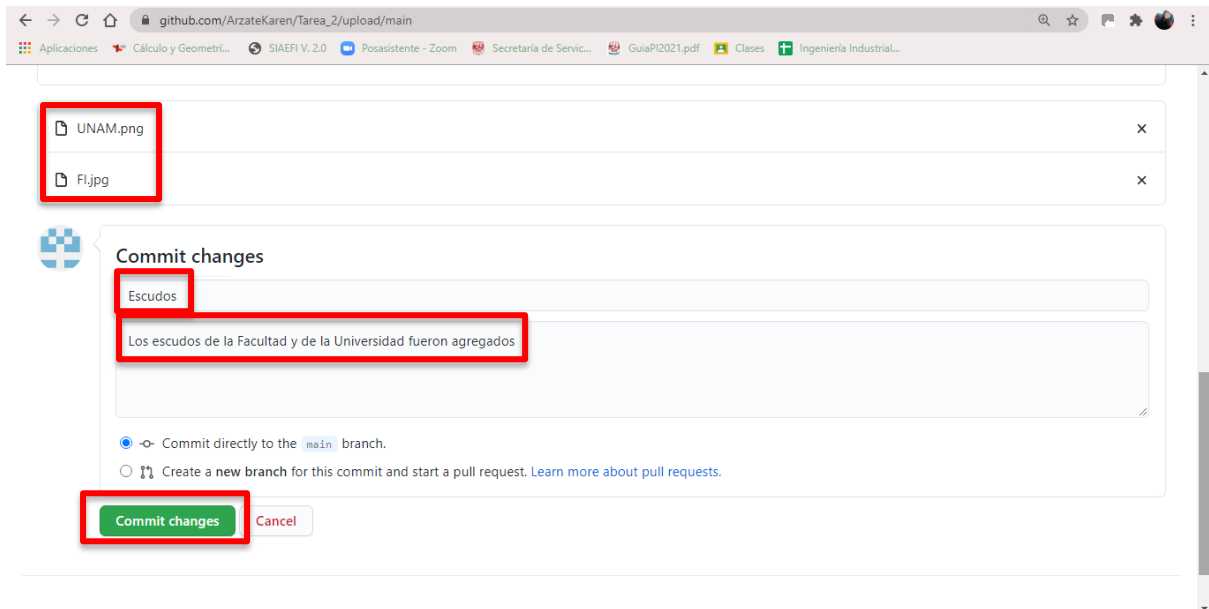 github.com/ArzateKaren/Tarea_2/upload/main
Aplicaciones Cálculo y Geometrí... SIAEFI V. 2.0 Posasistente - Zoom Secretaría de Servic... GuiaPI2021.pdf Clases Ingeniería Industrial...
UNAM.png
FI.jpg
Commit changes
Escudos
Los escudos de la Facultad y de la Universidad fueron agregados
Commit directly to the main branch.
Create a new branch for this commit and start a pull request. Learn more about pull requests.
Commit changes Cancel